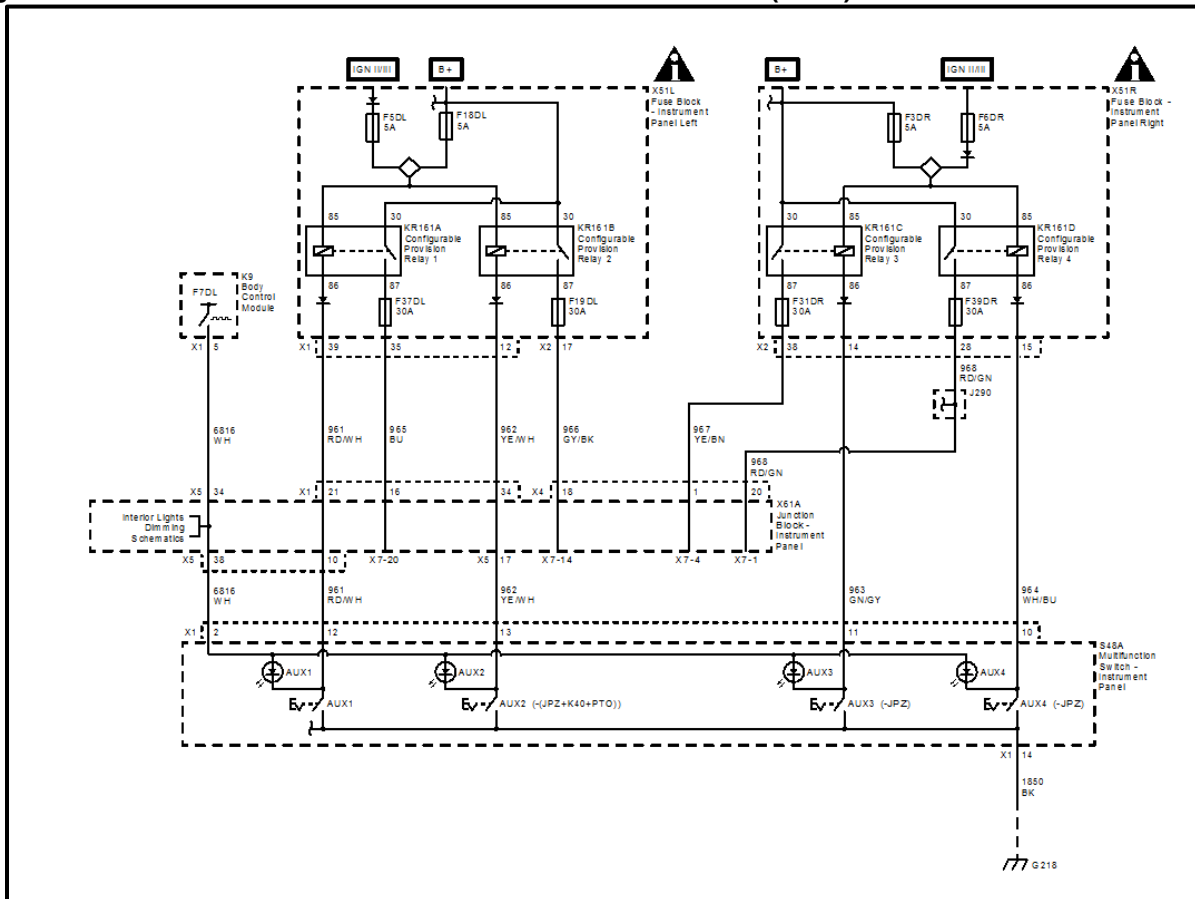 IGN II/III
B+
B+
IGN II/III
X51L
Fuse Block
- Instrument
Panel Left
X51R
Fuse Block -
Instrument
Panel Right
F5DL
5A
F18DL
5A
F3DR
5A
F6DR
5A
85
30
85
30
30
85
30
85
KR161A
Configurable
Provision
Relay 1
KR161B
Configurable
Provision
Relay 2
KR161C
Configurable
Provision
Relay 3
KR161D
Configurable
Provision
Relay 4
86
87
86
87
87
86
87
86
K9
Body
Control
Module
F7DL
F37DL
30A
F19DL
30A
F31DR
30A
F39DR
30A
X1
5
X1
39
35
12
X2
17
X2
38
14
28
15
968
RD/GN
J290
6816
WH
961
RD/WH
965
BU
962
YE/WH
966
GY/BK
967
YE/BN
968
RD/GN
X5
34
X1
21
16
34
X4
18
1
20
X61A
Junction
Block -
Instrument
Panel
Interior Lights
Dimming
Schematics
X5
38
10
X7-20
X5
17
X7-14
X7-4
X7-1
6816
WH
961
RD/WH
962
YE/WH
963
GN/GY
964
WH/BU
X1
2
12
13
11
10
S48A
Multifunction
Switch -
Instrument
Panel
AUX1
AUX2
AUX3
AUX4
AUX1
AUX2 (-(JPZ+K40+PTO))
AUX3 (-JPZ)
AUX4 (-JPZ)
X1
14
1850
BK
G218